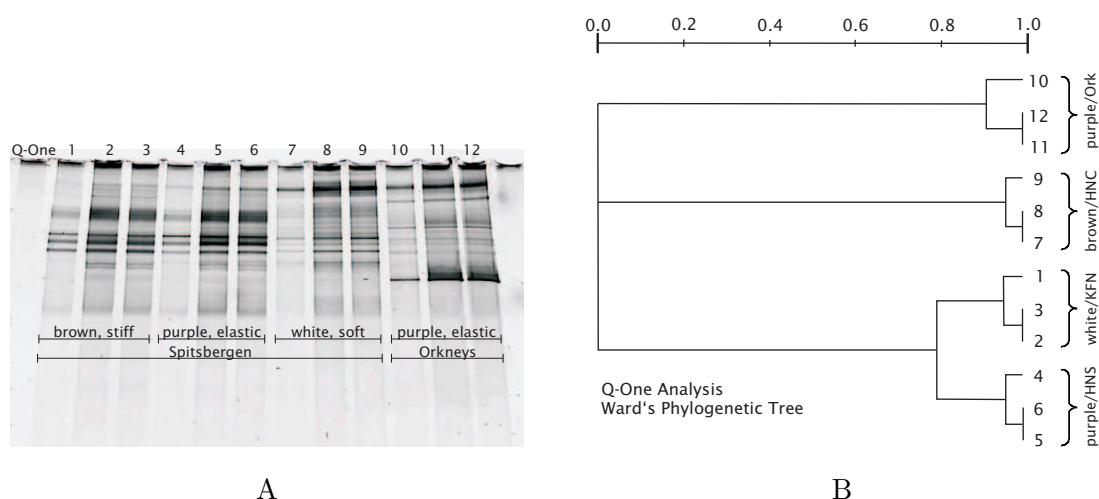 Q-One 1 2 3 4 5 6 7 8 9 10 11 12
brown, stiff purple, elastic white, soft purple, elastic
Spitsbergen Orkneys
A
0.0 0.2 0.4 0.6 0.8 1.0
10
12
11
purple/Ork
9
8
7
brown/HNC
1
3
2
white/KFN
4
6
5
purple/HNS
Q-One Analysis
Ward‘s Phylogenetic Tree
B